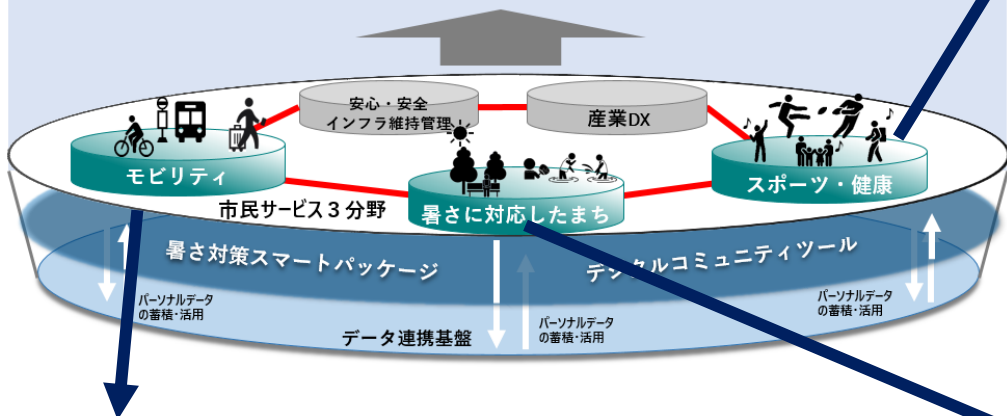 安心・安全
インフラ維持管理
産業DX
モビリティ
スポーツ・健康
市民サービス３分野
暑さに対応したまち
暑さ対策スマートパッケージ
デジタルコミュニティツール
パーソナルデータ
の蓄積・活用
パーソナルデータ
の蓄積・活用
パーソナルデータ
の蓄積・活用
データ連携基盤